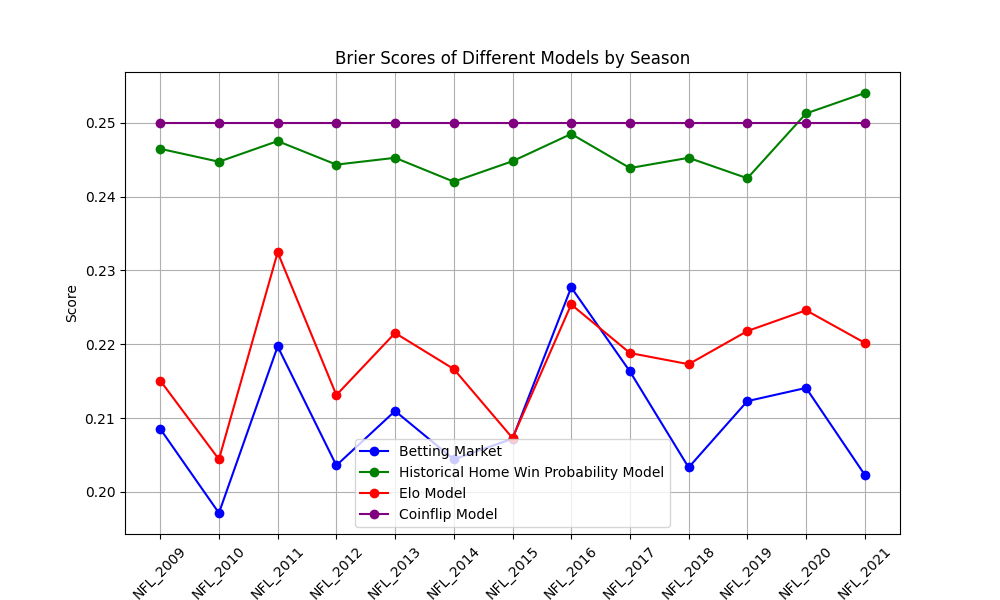 Brier Scores of Different Models by Season
Score
0.25
0.24
0.23
0.22
0.21
0.20
Betting Market
Historical Home Win Probability Model
Elo Model
Coinflip Model
NFL_2009
NFL_2010
NFL_2011
NFL_2012
NFL_2013
NFL_2014
NFL_2015
NFL_2016
NFL_2017
NFL_2018
NFL_2019
NFL_2020
NFL_2021